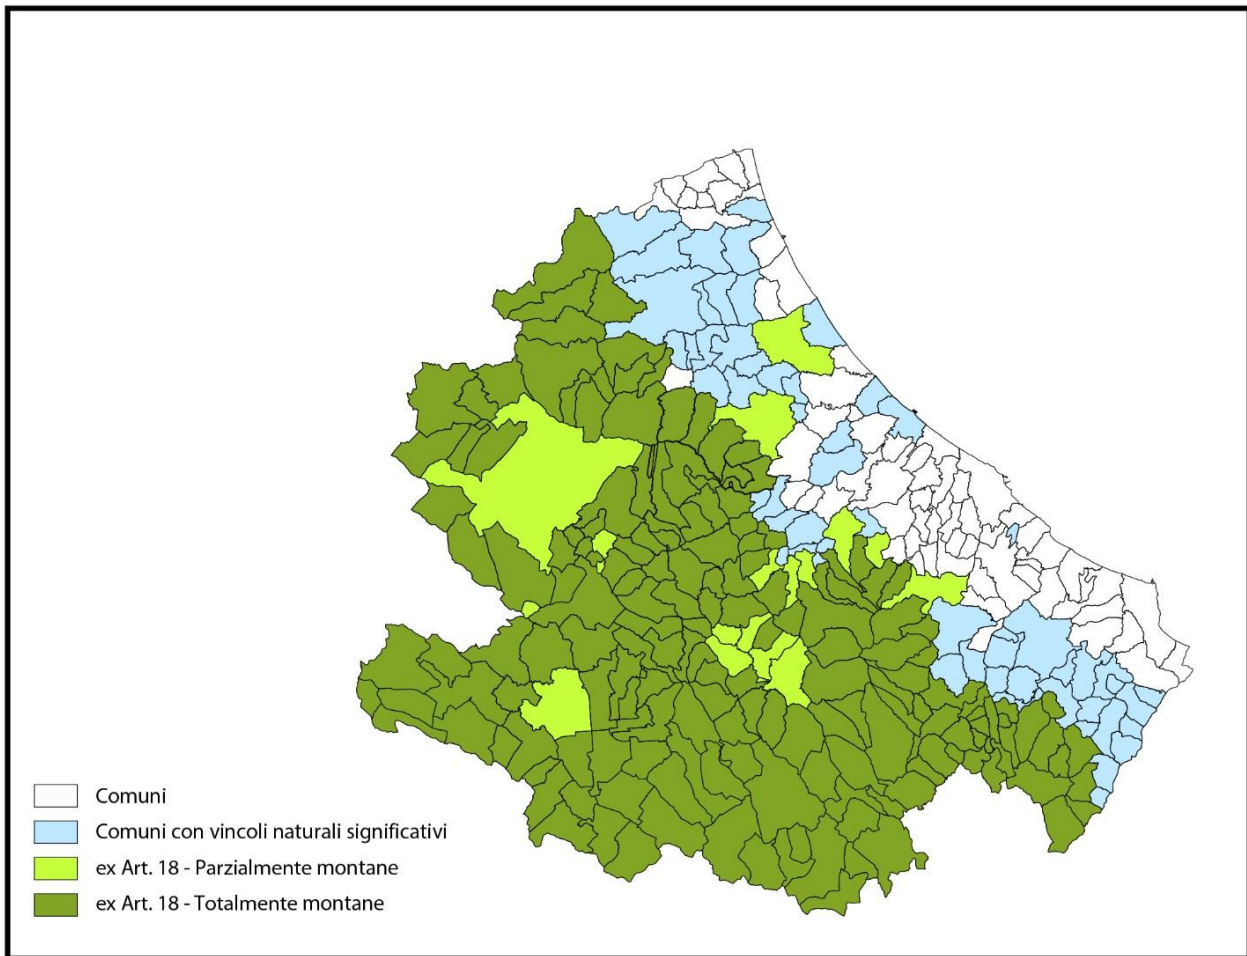 Comuni
Comuni con vincoli naturali significativi
ex Art. 18 - Parzialmente montane
ex Art. 18 - Totalmente montane